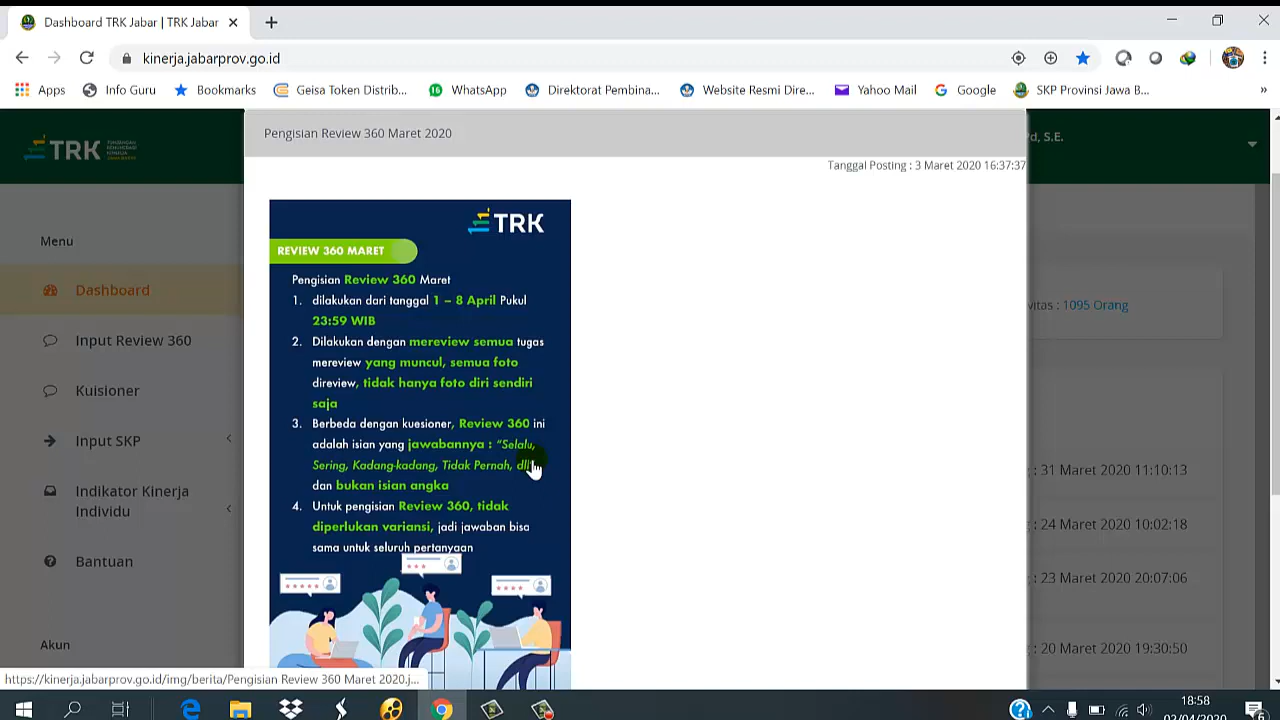 Dashboard TRK Jabar | TRK Jabar
kinerja.jabarprov.go.id
Apps
Info Guru
Bookmarks
Geisa Token Distrib...
16
WhatsApp
Direktorat Pembina...
Website Resmi Dire...
Yahoo Mail
Google
SKP Provinsi Jawa B...
»
TRK
Pengisian Review 360 Maret 2020
d, S.E.
Tanggal Posting : 3 Maret 2020 16:37:37
Menu
Dashboard
Input Review 360
Kuisioner
Input SKP
Indikator Kinerja
Individu
Bantuan
Akun
TRK
REVIEW 360 MARET
Pengisian Review 360 Maret
1. dilakukan dari tanggal 1 – 8 April Pukul
23:59 WIB
2. Dilakukan dengan mereview semua tugas
mereview yang muncul, semua foto
direview, tidak hanya foto diri sendiri
saja
3. Berbeda dengan kuesioner, Review 360 ini
adalah isian yang jawabannya : "Selalu,
Sering, Kadang-kadang, Tidak Pernah, dll"
dan bukan isian angka
4. Untuk pengisian Review 360, tidak
diperlukan variansi, jadi jawaban bisa
sama untuk seluruh pertanyaan
vitas : 1095 Orang
: 31 Maret 2020 11:10:13
: 24 Maret 2020 10:02:18
: 23 Maret 2020 20:07:06
: 20 Maret 2020 19:30:50
https://kinerja.jabarprov.go.id/img/berita/Pengisian Review 360 Maret 2020.j...
18:58
02/04/2020